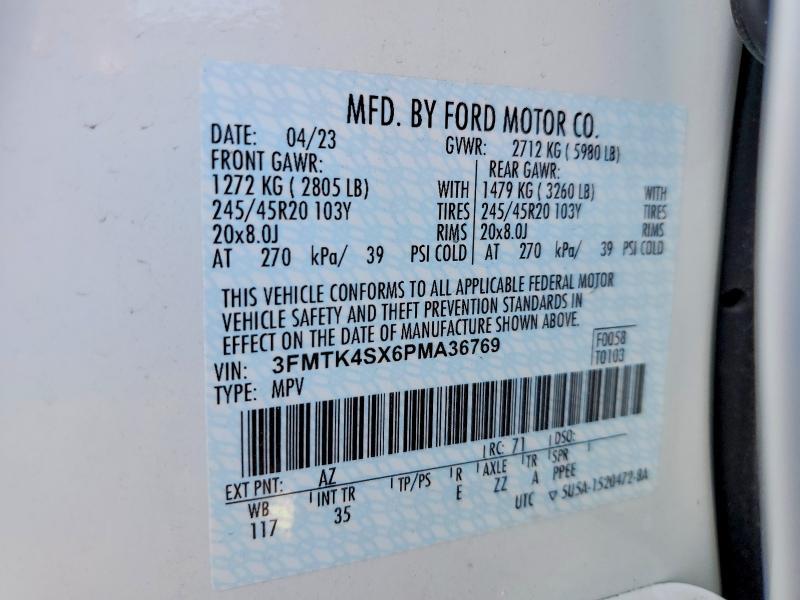 MFD. BY FORD MOTOR CO.
DATE: 04/23 GVWR: 2712 KG ( 5980 LB)
FRONT GAWR: REAR GAWR:
1272 KG ( 2805 LB) WITH 1479 KG ( 3260 LB) WITH
245/45R20 103Y TIRES 245/45R20 103Y TIRES
20x8.0J RIMS 20x8.0J RIMS
AT 270 kPa/ 39 PSI COLD AT 270 kPa/ 39 PSI COLD
THIS VEHICLE CONFORMS TO ALL APPLICABLE FEDERAL MOTOR
VEHICLE SAFETY AND THEFT PREVENTION STANDARDS IN
EFFECT ON THE DATE OF MANUFACTURE SHOWN ABOVE.
VIN: 3FMTK4SX6PMA36769 F0058
TYPE: MPV T0103
EXT PNT: AZ RC: 71 DSO:
WB INT TR TP/PS R AXLE TR SPR
117 35 E ZZ A PPEE
UTC ▽ SU5A-1520472-BA